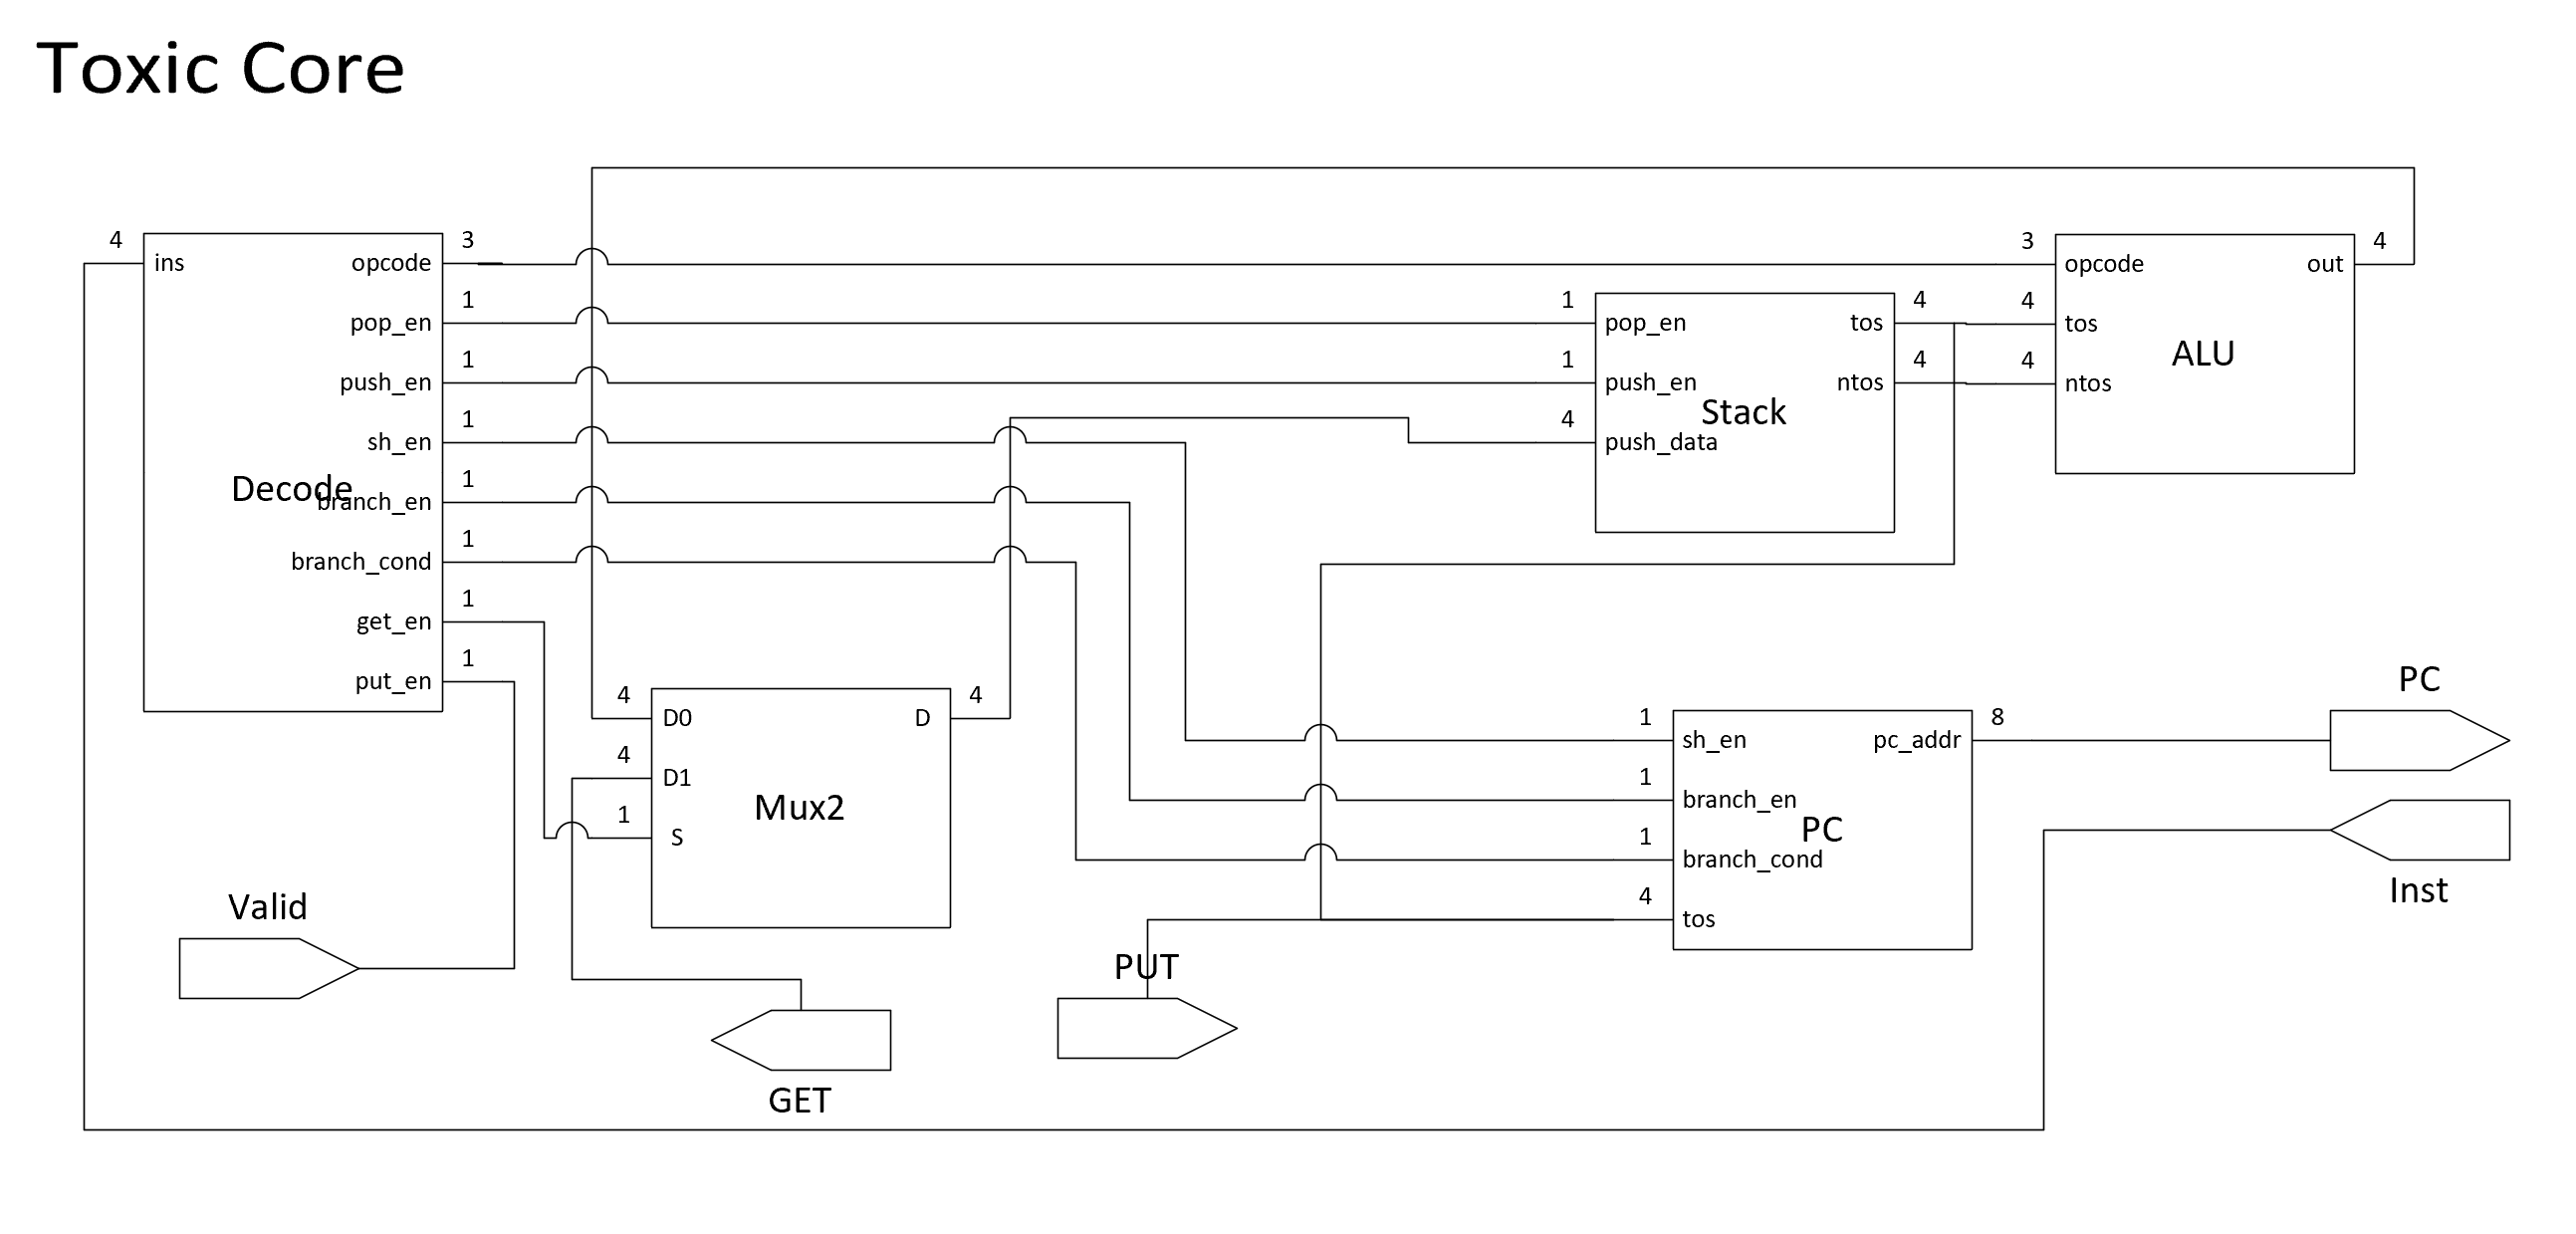 Toxic Core
4
ins
Decode
opcode
3
pop_en
1
push_en
1
sh_en
1
branch_en
1
branch_cond
1
get_en
1
put_en
1
4
D0
4
D1
1
S
Mux2
D
4
1
pop_en
1
push_en
4
push_data
Stack
tos
4
ntos
4
3
opcode
4
tos
4
ntos
ALU
out
4
1
sh_en
1
branch_en
1
branch_cond
4
tos
PC
pc_addr
8
PC
Inst
Valid
GET
PUT